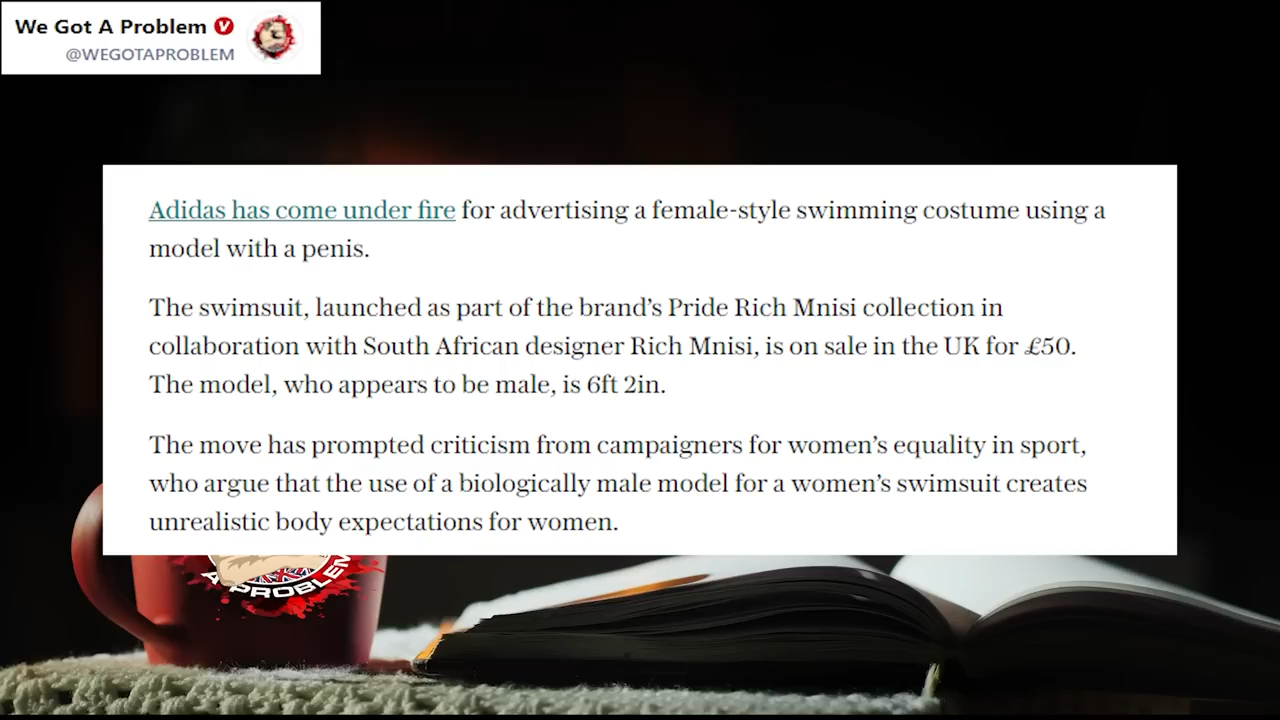 We Got A Problem
@WEGOTAPROBLEM
Adidas has come under fire for advertising a female-style swimming costume using a
model with a penis.
The swimsuit, launched as part of the brand's Pride Rich Mnisi collection in
collaboration with South African designer Rich Mnisi, is on sale in the UK for £50.
The model, who appears to be male, is 6ft 2in.
The move has prompted criticism from campaigners for women's equality in sport,
who argue that the use of a biologically male model for a women's swimsuit creates
unrealistic body expectations for women.
A PROBLEM